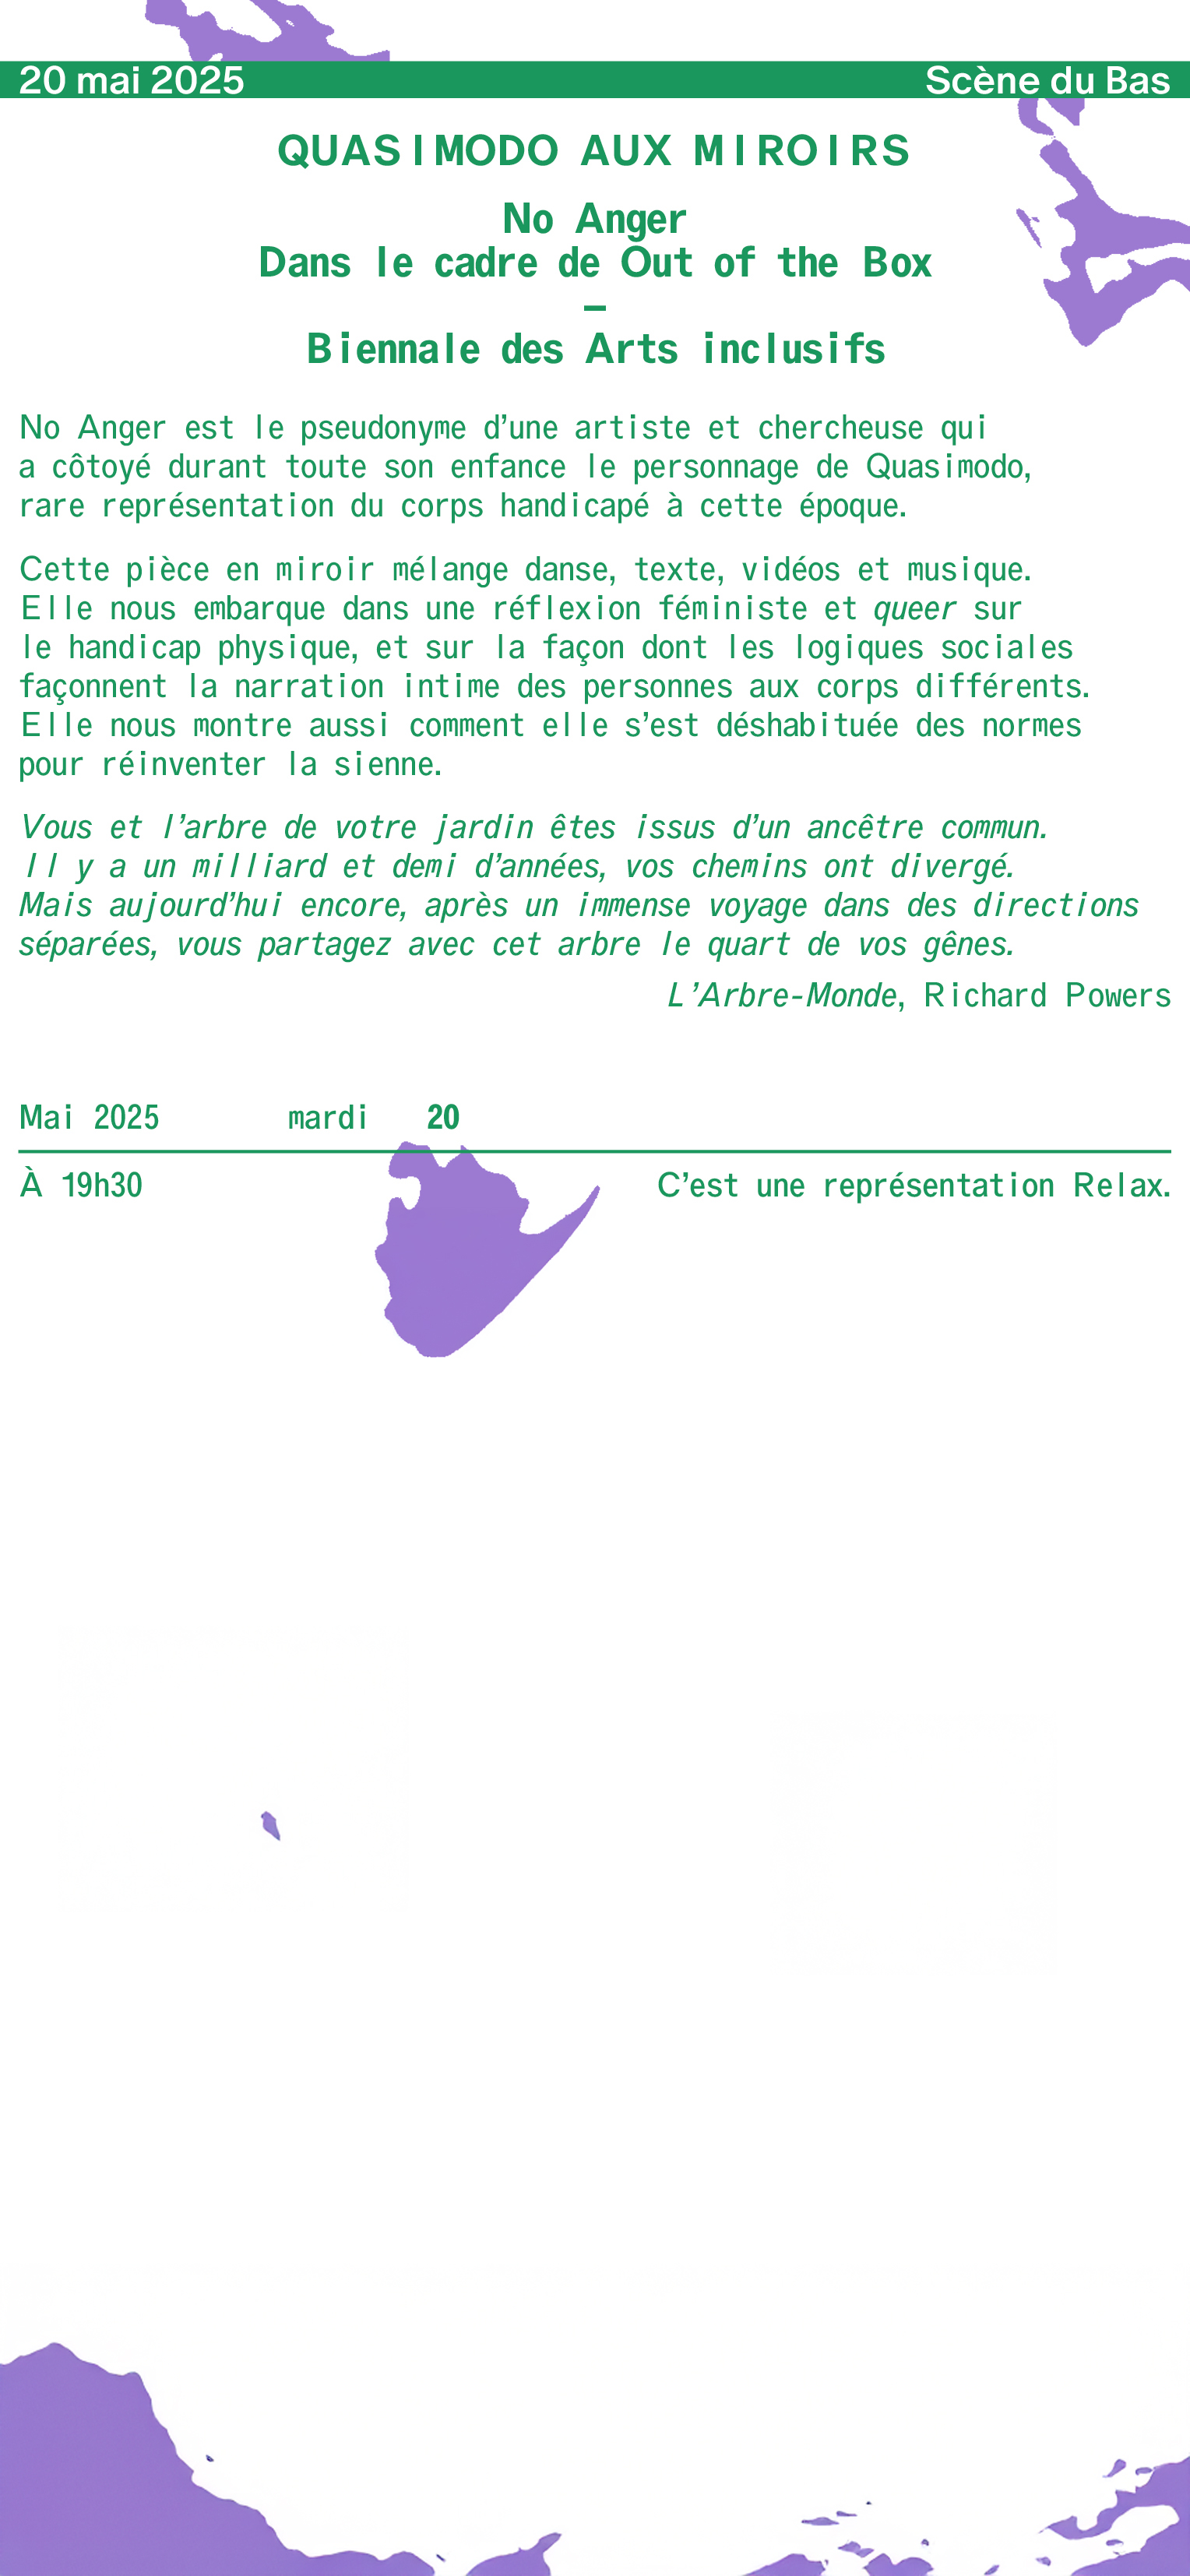 20 mai 2025 Scène du Bas
QUASIMODO AUX MIROIRS
No Anger
Dans le cadre de Out of the Box
–
Biennale des Arts inclusifs
No Anger est le pseudonyme d’une artiste et chercheuse qui
a côtoyé durant toute son enfance le personnage de Quasimodo,
rare représentation du corps handicapé à cette époque.
Cette pièce en miroir mélange danse, texte, vidéos et musique.
Elle nous embarque dans une réflexion féministe et queer sur
le handicap physique, et sur la façon dont les logiques sociales
façonnent la narration intime des personnes aux corps différents.
Elle nous montre aussi comment elle s’est déshabituée des normes
pour réinventer la sienne.
Vous et l’arbre de votre jardin êtes issus d’un ancêtre commun.
Il y a un milliard et demi d’années, vos chemins ont divergé.
Mais aujourd’hui encore, après un immense voyage dans des directions
séparées, vous partagez avec cet arbre le quart de vos gênes.
L’Arbre-Monde, Richard Powers
Mai 2025 mardi 20
À 19h30 C’est une représentation Relax.